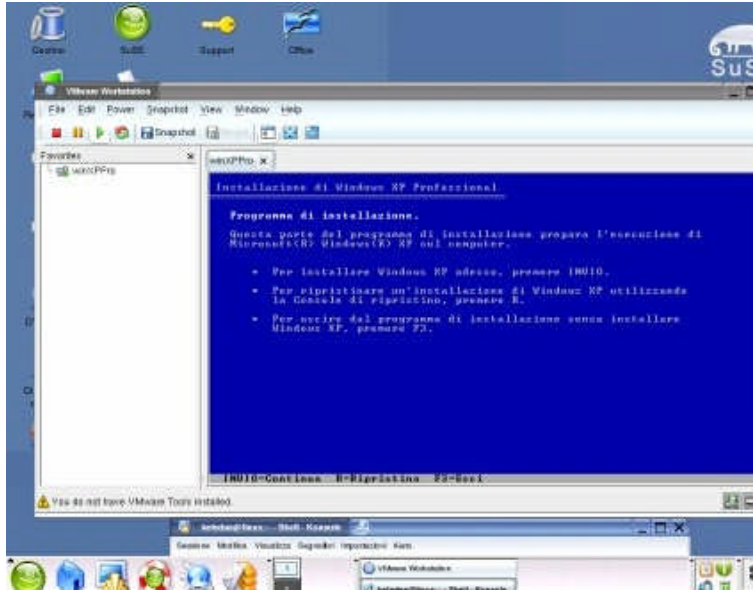 SuSE
Support
Office
SuS
VMware Workstation
File Edit Power Snapshot View Window Help
Snapshot
Favorites
winXPPro
winXPPro
Installazione di Windows XP Professional
Programma di installazione.
Questa parte del programma di installazione prepara l'esecuzione di
Microsoft(R) Windows(R) XP sul computer.
• Per installare Windows XP adesso, premere INVIO.
• Per ripristinare un'installazione di Windows XP utilizzando
la Console di ripristino, premere R.
• Per uscire dal programma di installazione senza installare
Windows XP, premere F3.
INVIO=Continua R=Ripristina F3=Esci
You do not have VMware Tools installed.
Shell - Konsole
Sessione Modifica Visualizza Segnalibri Impostazioni Aiuto
VMware Workstation
Shell - Konsole